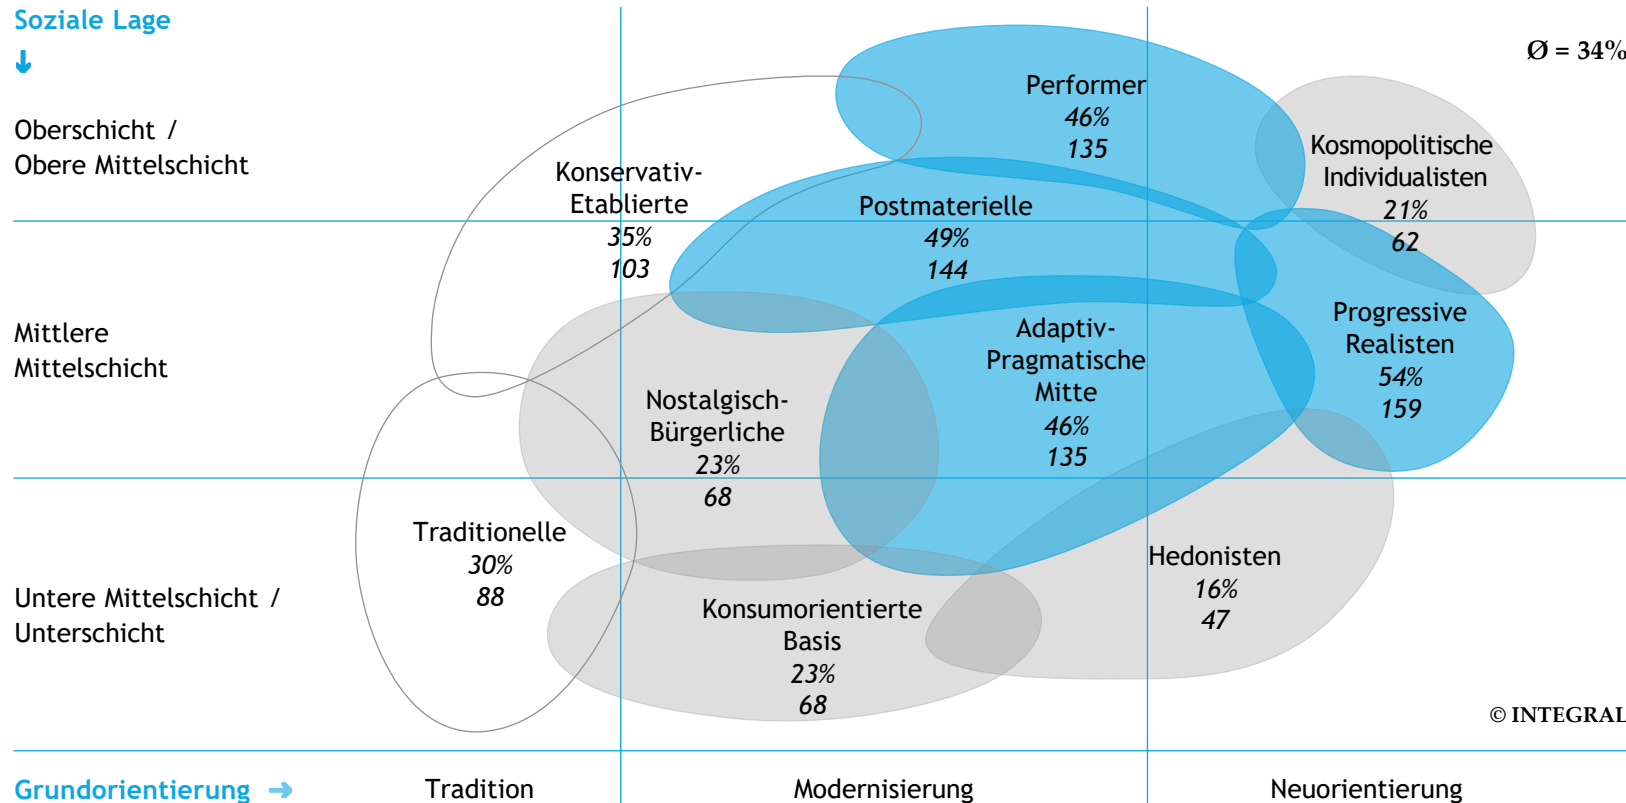 Soziale Lage
↓
Ø = 34%
Oberschicht /
Obere Mittelschicht
Performer
46%
135
Kosmopolitische
Individualisten
21%
62
Konservativ-
Etablierte
35%
103
Postmaterielle
49%
144
Mittlere
Mittelschicht
Adaptiv-
Pragmatische
Mitte
46%
135
Progressive
Realisten
54%
159
Nostalgisch-
Bürgerliche
23%
68
Traditionelle
30%
88
Hedonisten
16%
47
Untere Mittelschicht /
Unterschicht
Konsumorientierte
Basis
23%
68
© INTEGRAL
Grundorientierung →
Tradition
Modernisierung
Neuorientierung